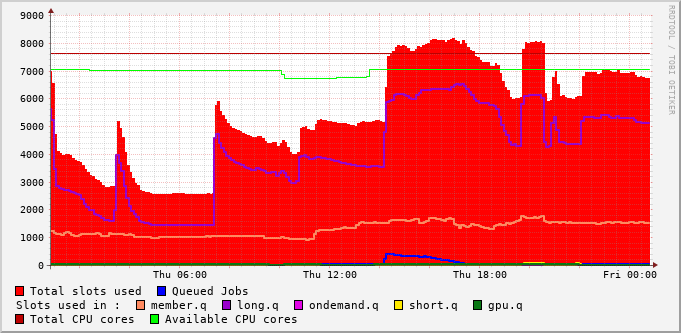 9000
8000
7000
6000
5000
4000
3000
2000
1000
0
Thu 06:00 Thu 12:00 Thu 18:00 Fri 00:00
RRDTOOL / TOBI OETIKER
Total slots used Queued Jobs
Slots used in : member.q long.q ondemand.q short.q gpu.q
Total CPU cores Available CPU cores